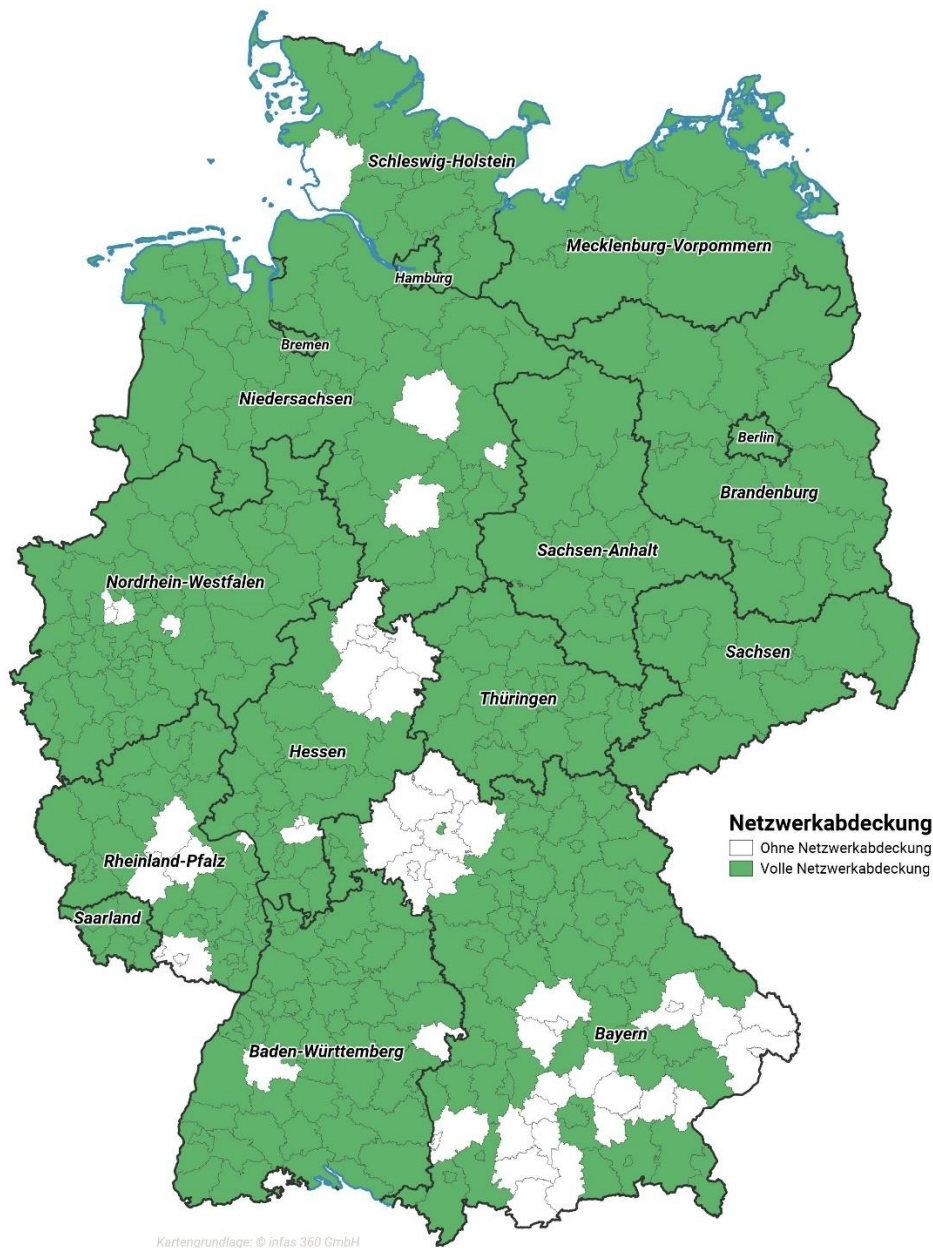 Schleswig-Holstein
Mecklenburg-Vorpommern
Hamburg
Bremen
Niedersachsen
Berlin
Brandenburg
Sachsen-Anhalt
Nordrhein-Westfalen
Sachsen
Thüringen
Hessen
Netzwerkabdeckung
Ohne Netzwerkabdeckung
Volle Netzwerkabdeckung
Rheinland-Pfalz
Saarland
Bayern
Baden-Württemberg
Kartengrundlage: © infas 360 GmbH